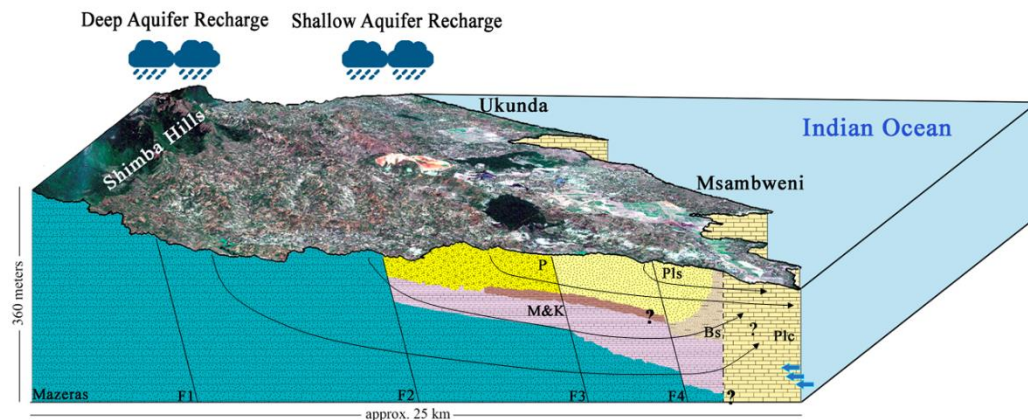 Deep Aquifer Recharge
Shallow Aquifer Recharge
Ukunda
Indian Ocean
Shimba Hills
Msambweni
360 meters
P
Pls
M&K
?
Bs
?
Plc
Mazeras
F1
F2
F3
F4
?
approx. 25 km